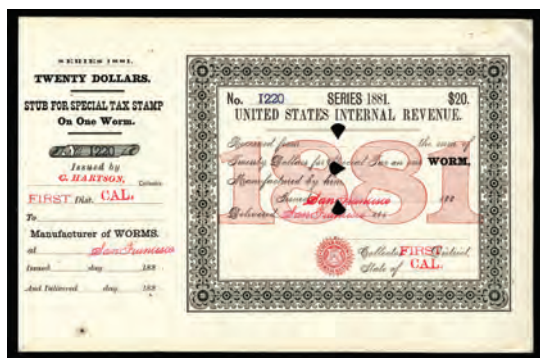 SERIES 1881.
TWENTY DOLLARS.
STUB FOR SPECIAL TAX STAMP
On One Worm.
1220
Issued by
C. HARTSON, Collector
FIRST Dist. CAL.
To
Manufacturer of WORMS.
at San Francisco
Issued day 188
And Delivered day 188
No. 1220 SERIES 1881. $20.
UNITED STATES INTERNAL REVENUE.
Received from the sum of
Twenty Dollars for Special Tax on one WORM,
Manufactured by him
San Francisco 188
Delivered San Francisco 188
1881
Collector FIRST District
State of CAL.